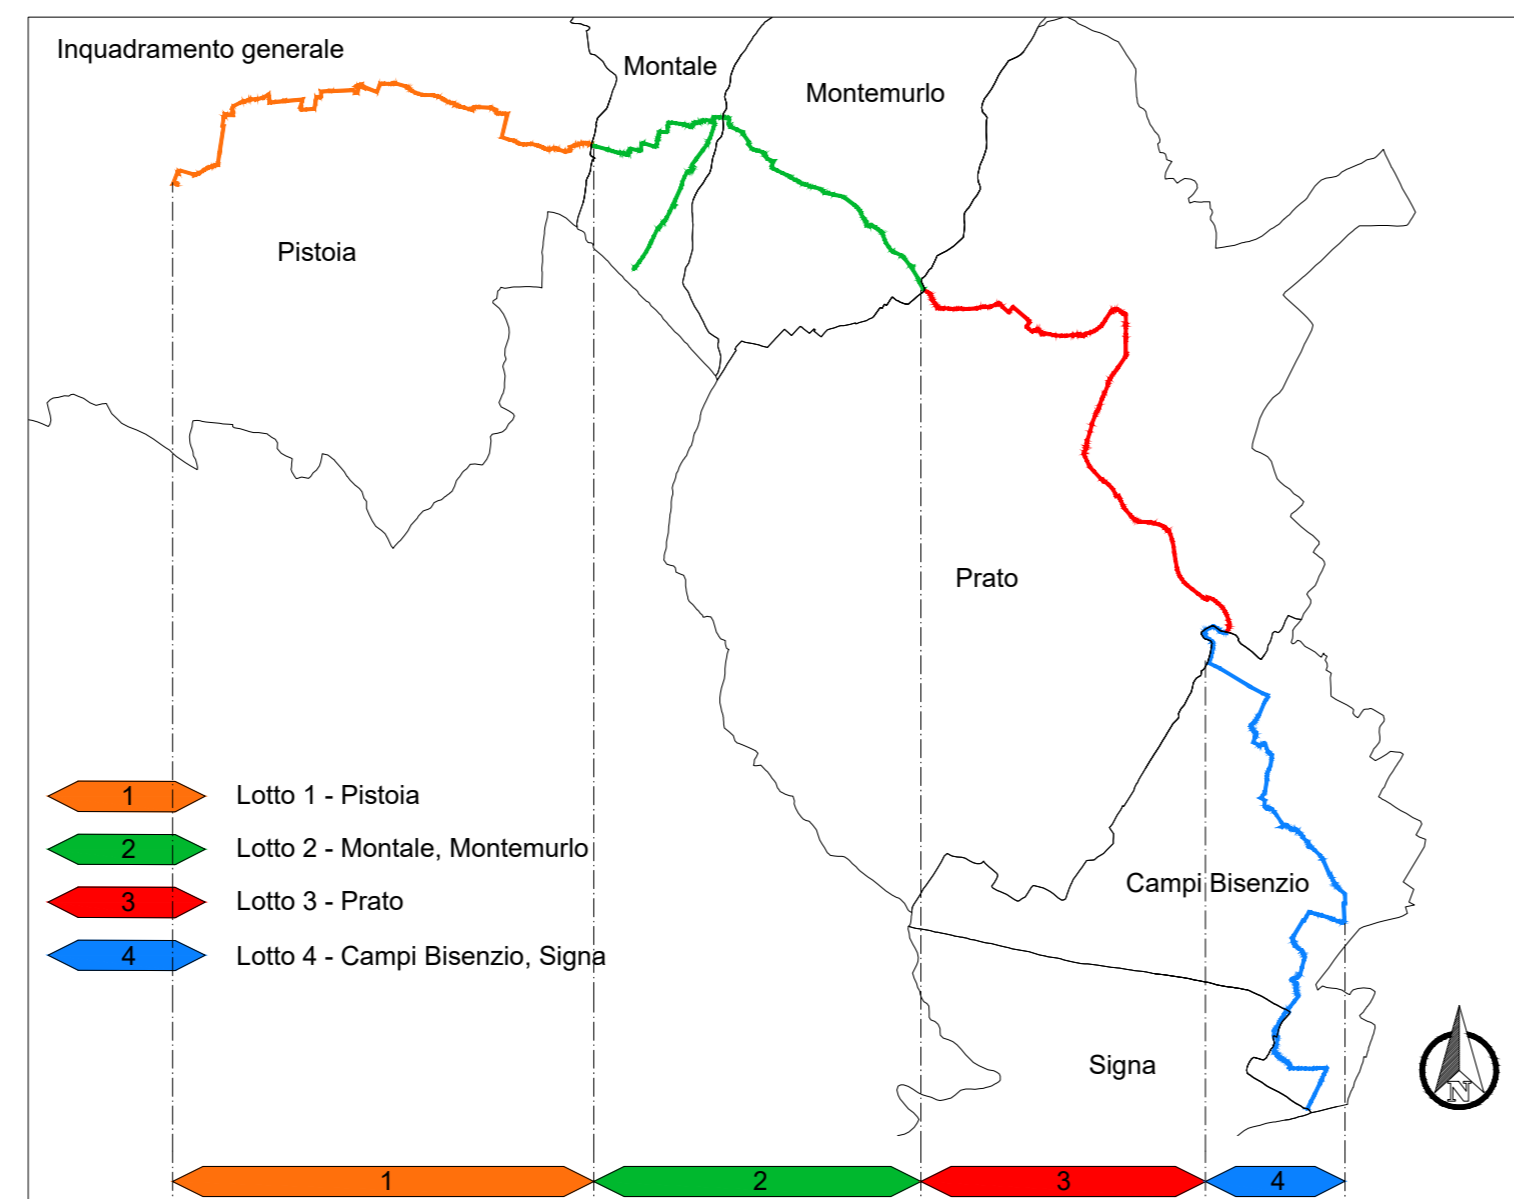 Inquadramento generale
Montale
Montemurlo
Pistoia
Prato
1 Lotto 1 - Pistoia
2 Lotto 2 - Montale, Montemurlo
3 Lotto 3 - Prato
4 Lotto 4 - Campi Bisenzio, Signa
Campi Bisenzio
Signa
N
1 2 3 4